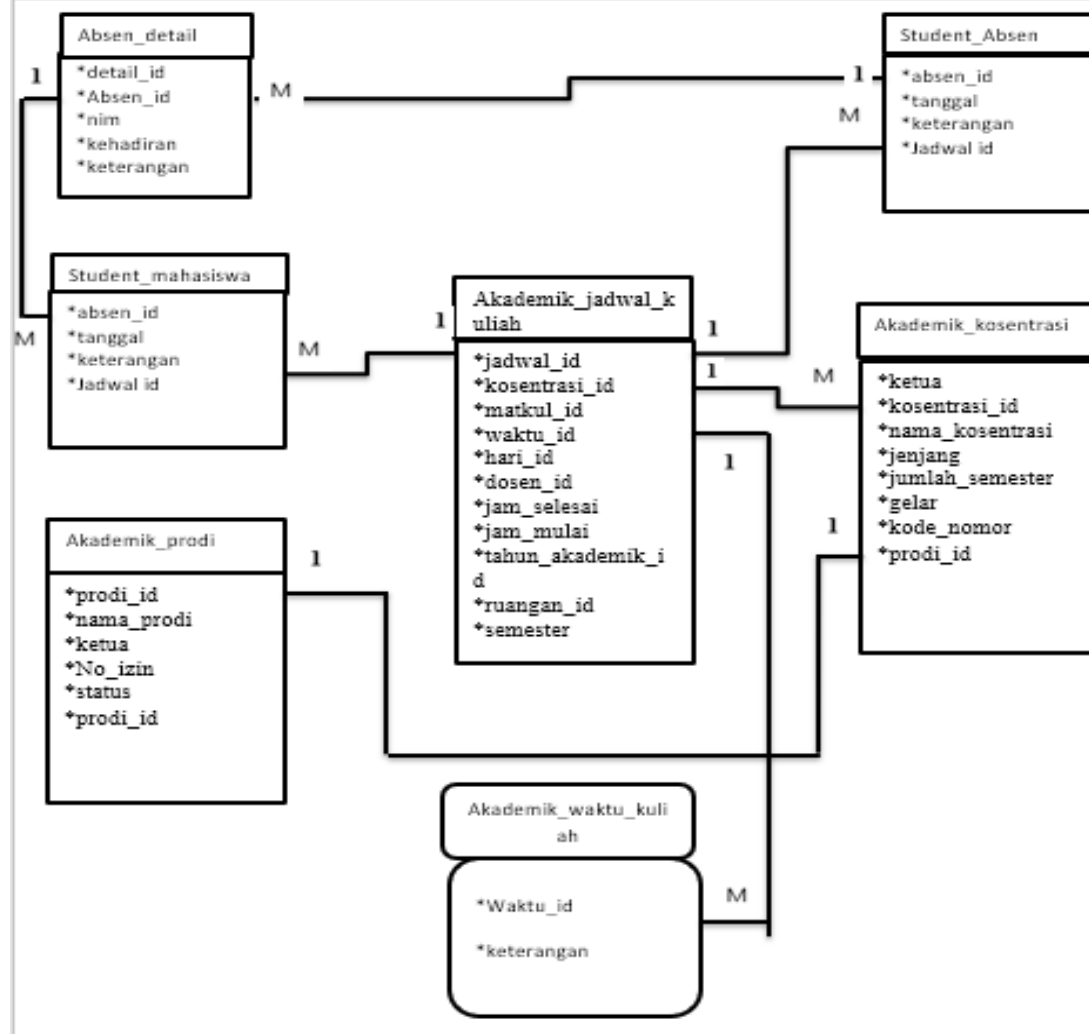 Absen_detail
*detail_id
*Absen_id
*nim
*kehadiran
*keterangan
1
M
Student_Absen
*absen_id
*tanggal
*keterangan
*Jadwal id
1
M
Student_mahasiswa
*absen_id
*tanggal
*keterangan
*Jadwal id
M
M
Akademik_jadwal_k
uliah
*jadwal_id
*kosentrasi_id
*matkul_id
*waktu_id
*hari_id
*dosen_id
*jam_selesai
*jam_mulai
*tahun_akademik_i
d
*ruangan_id
*semester
1
1
1
1
Akademik_kosentrasi
*ketua
*kosentrasi_id
*nama_kosentrasi
*jenjang
*jumlah_semester
*gelar
*kode_nomor
*prodi_id
M
1
Akademik_prodi
*prodi_id
*nama_prodi
*ketua
*No_izin
*status
*prodi_id
1
Akademik_waktu_kuli
ah
*Waktu_id
*keterangan
M